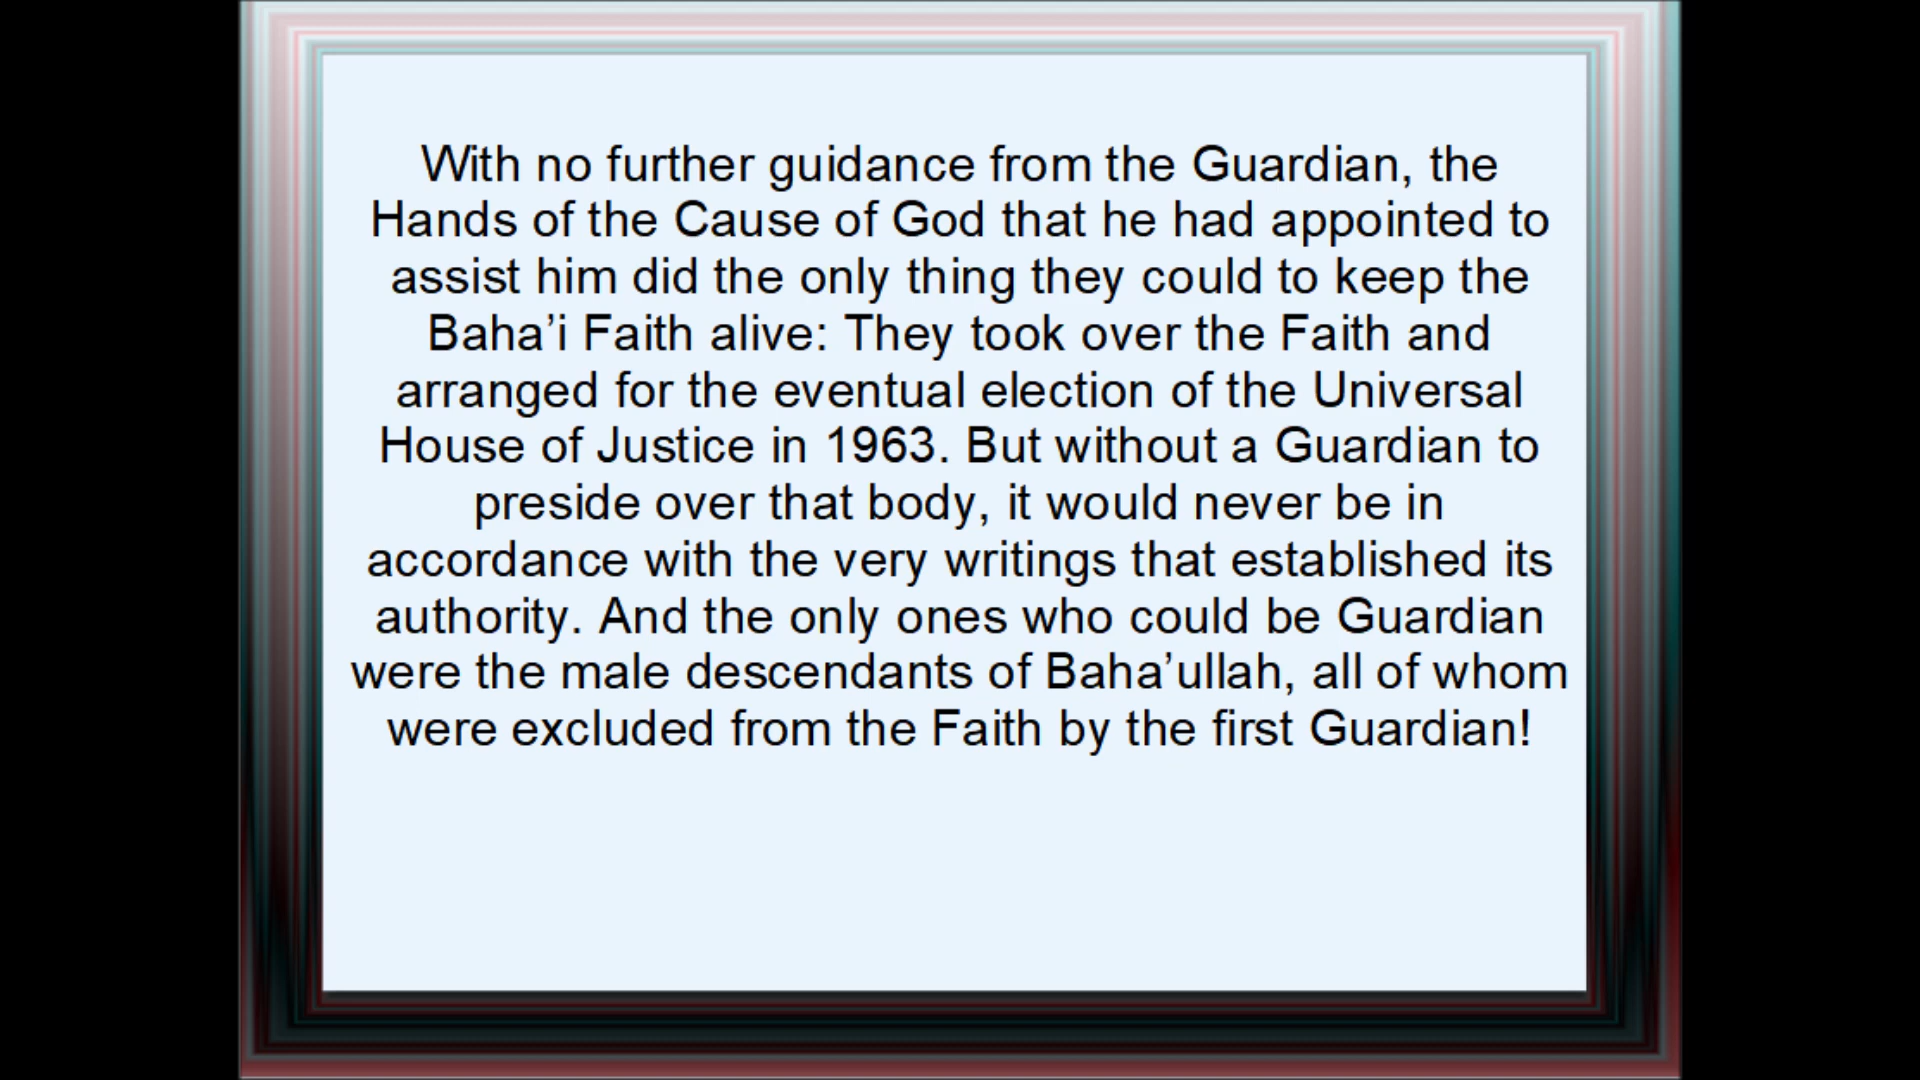 With no further guidance from the Guardian, the
Hands of the Cause of God that he had appointed to
assist him did the only thing they could to keep the
Baha’i Faith alive: They took over the Faith and
arranged for the eventual election of the Universal
House of Justice in 1963. But without a Guardian to
preside over that body, it would never be in
accordance with the very writings that established its
authority. And the only ones who could be Guardian
were the male descendants of Baha’ullah, all of whom
were excluded from the Faith by the first Guardian!